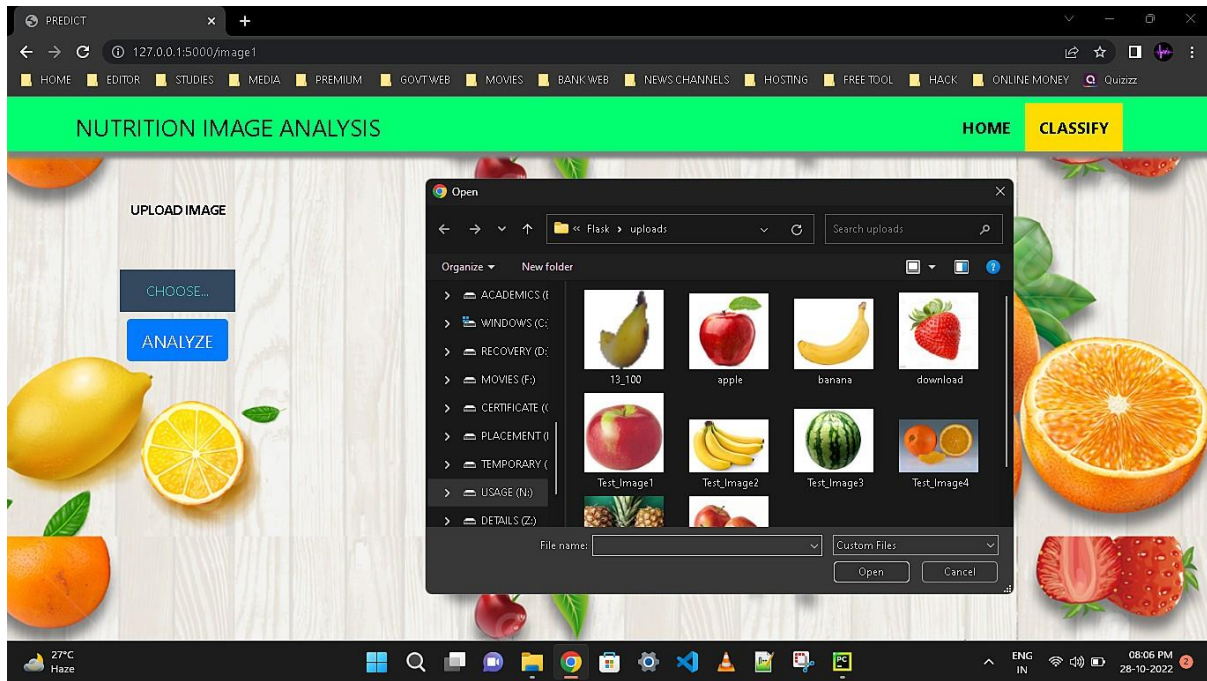 PREDICT
127.0.0.1:5000/image1
HOME EDITOR STUDIES MEDIA PREMIUM GOVT WEB MOVIES BANK WEB NEWS CHANNELS HOSTING FREE TOOL HACK ONLINE MONEY Quizizz
NUTRITION IMAGE ANALYSIS HOME CLASSIFY
UPLOAD IMAGE
CHOOSE...
ANALYZE
Open
« Flask › uploads Search uploads
Organize New folder
ACADEMICS (E
WINDOWS (C:
RECOVERY (D:
MOVIES (F:)
CERTIFICATE ((
PLACEMENT (I
TEMPORARY (
USAGE (N:)
DETAILS (Z:)
13_100 apple banana download
Test_Image1 Test_Image2 Test_Image3 Test_Image4
File name: Custom Files
Open Cancel
27°C
Haze
PC
ENG
IN
08:06 PM
28-10-2022
2